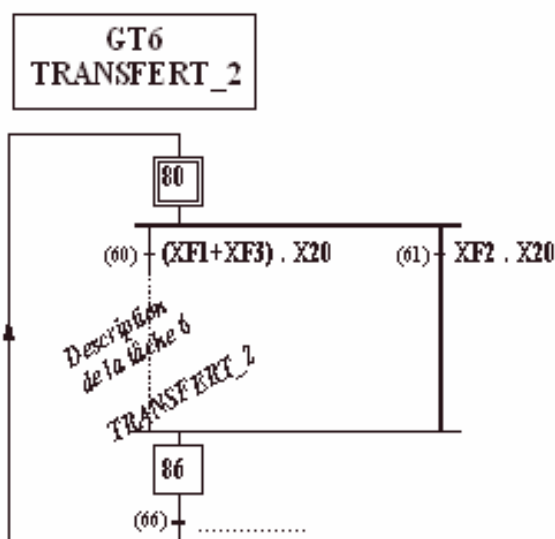 GT6
TRANSFERT_2
80
(60) (XF1+XF3) . X20
(61) XF2 . X20
Description
de la tâche 6
TRANSFERT_2
86
(66) ................